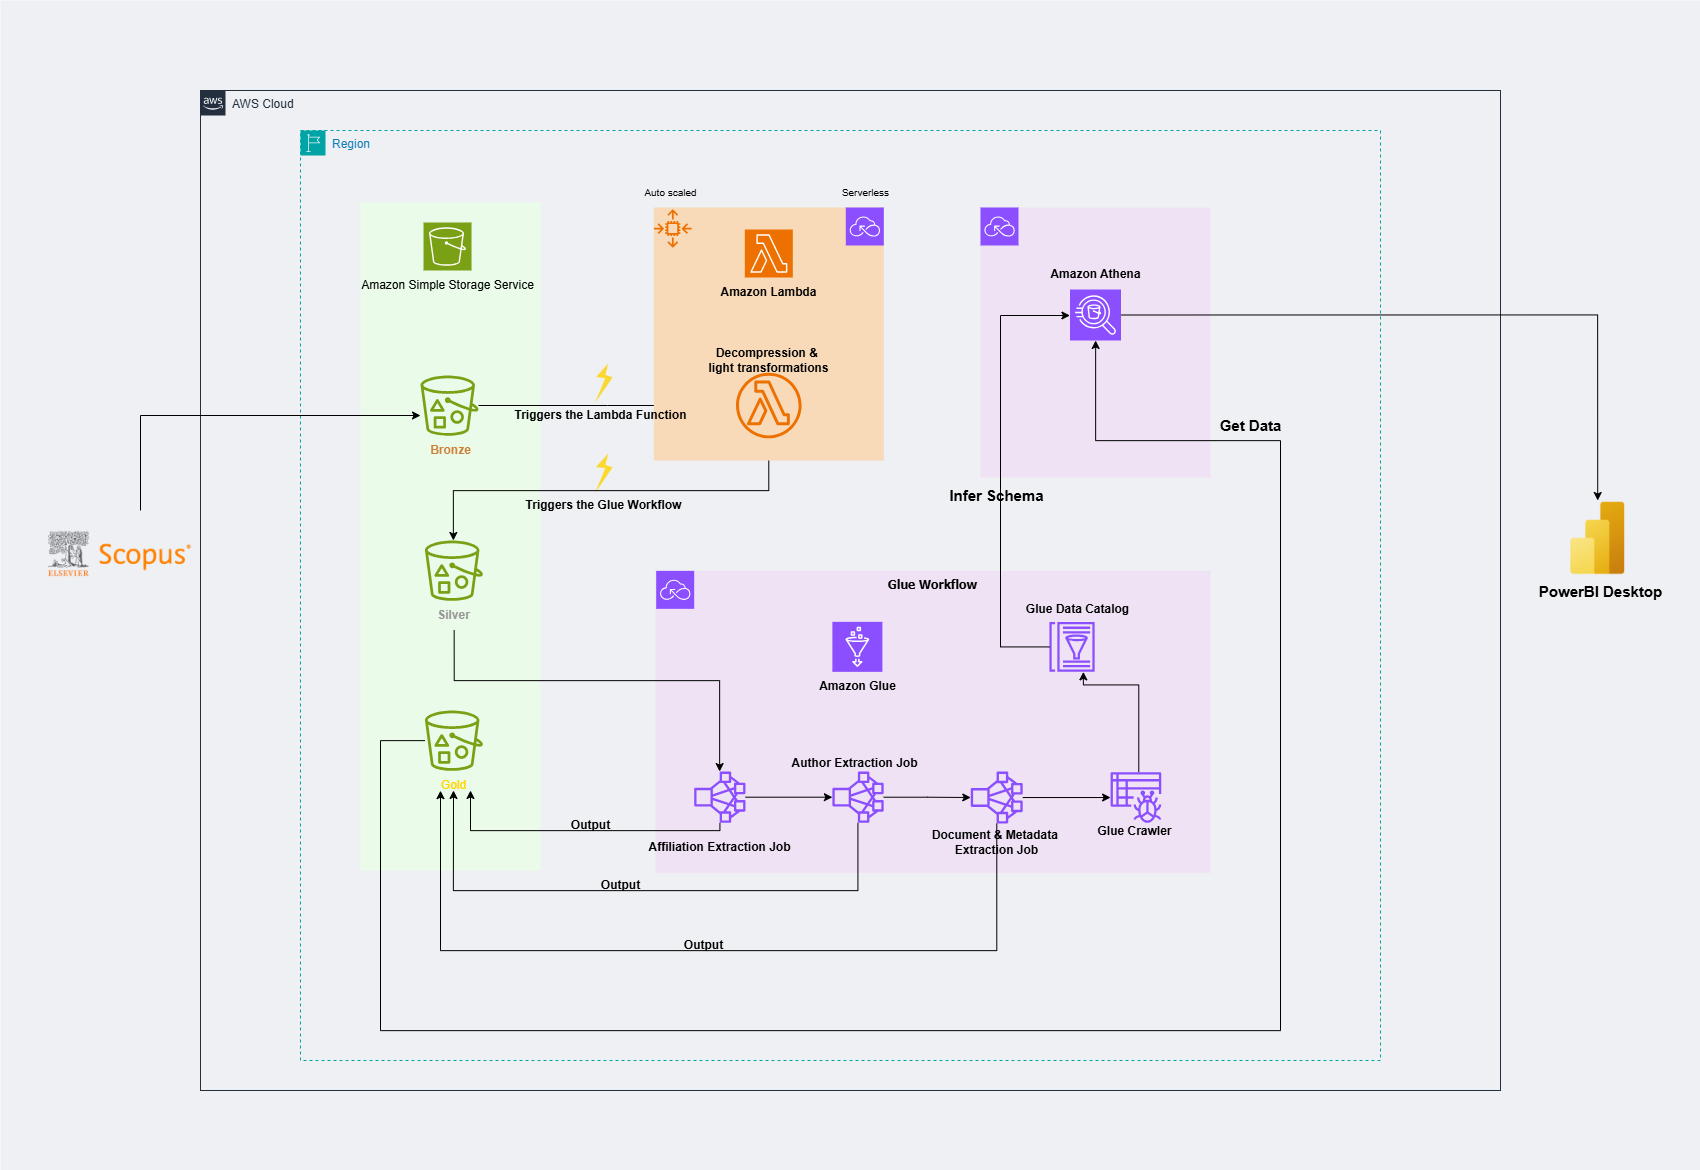 aws
AWS Cloud
Region
Auto scaled
Serverless
Amazon Simple Storage Service
Amazon Lambda
Amazon Athena
Decompression &
light transformations
Triggers the Lambda Function
Bronze
Get Data
Triggers the Glue Workflow
Infer Schema
ELSEVIER
Scopus®
Silver
Glue Workflow
PowerBI Desktop
Glue Data Catalog
Amazon Glue
Gold
Author Extraction Job
Output
Affiliation Extraction Job
Document & Metadata
Extraction Job
Glue Crawler
Output
Output